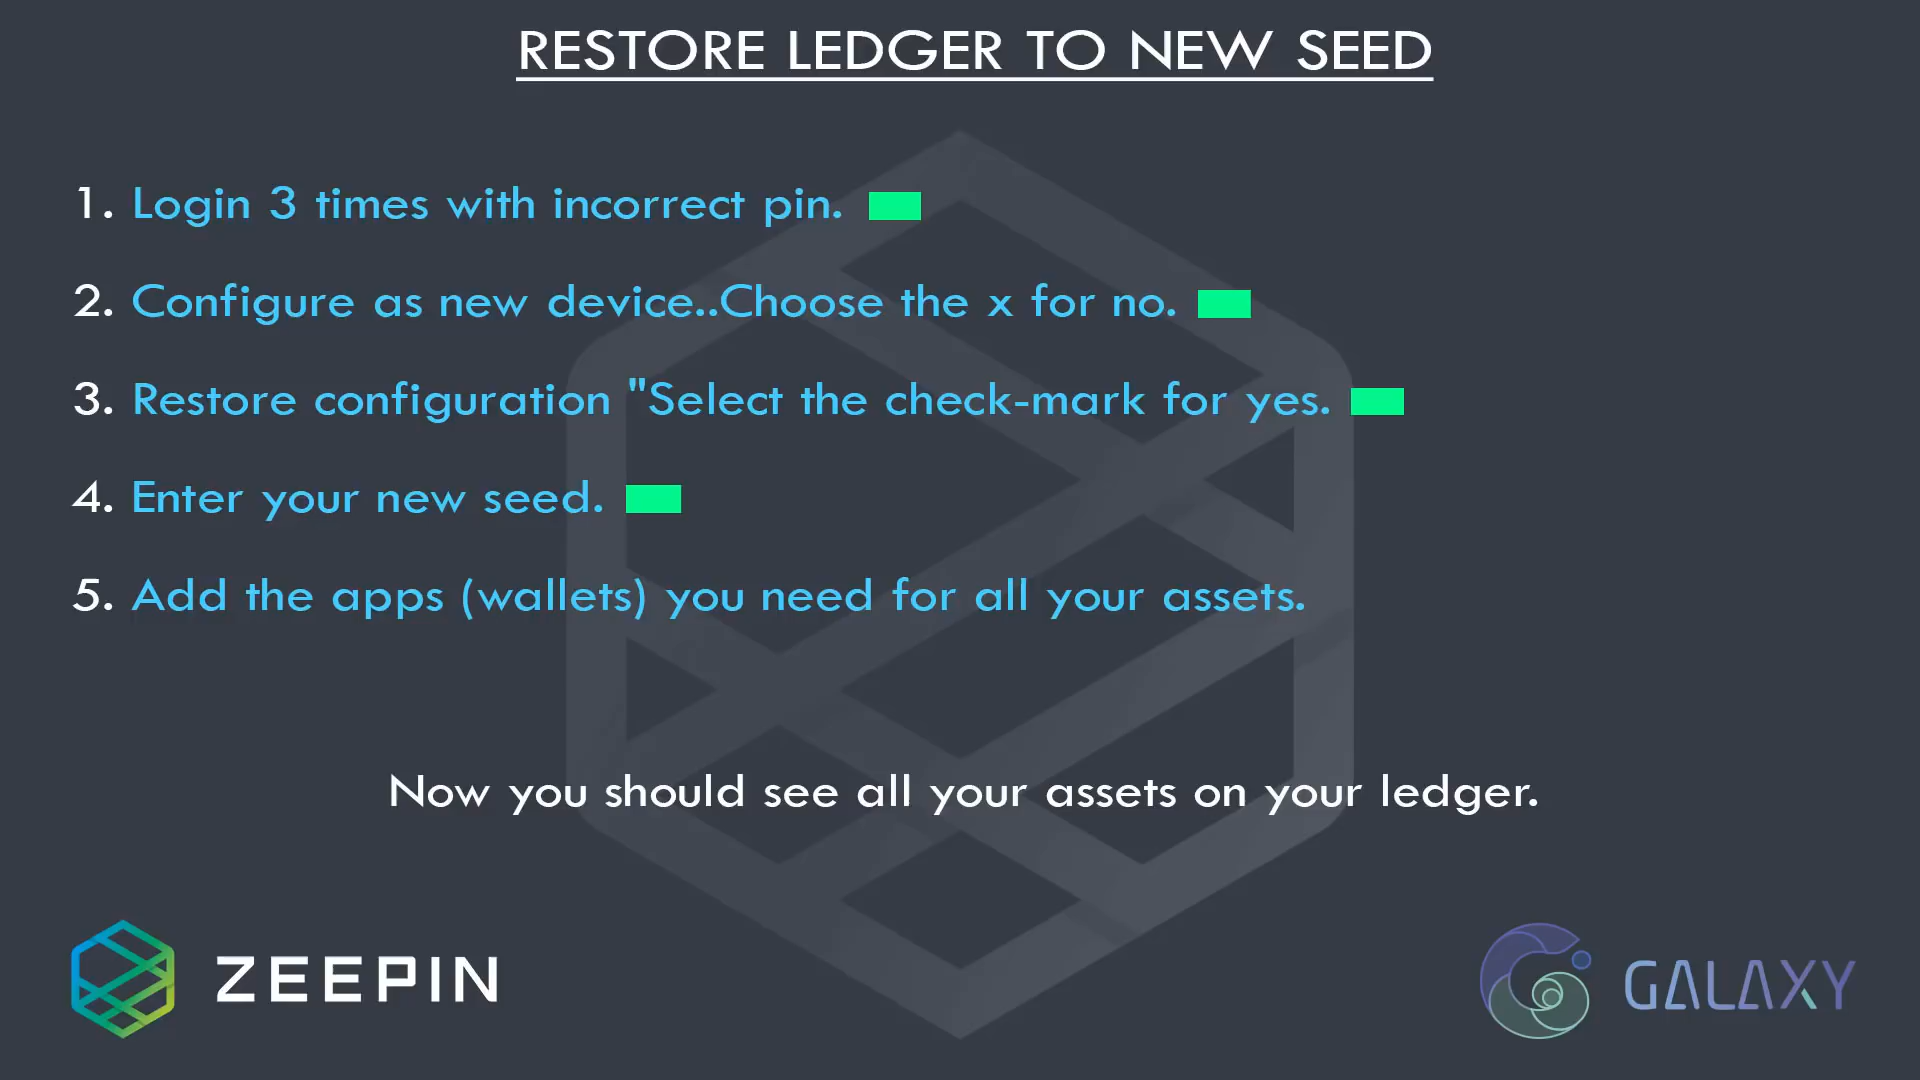 RESTORE LEDGER TO NEW SEED
1. Login 3 times with incorrect pin.
2. Configure as new device..Choose the x for no.
3. Restore configuration "Select the check-mark for yes.
4. Enter your new seed.
5. Add the apps (wallets) you need for all your assets.
Now you should see all your assets on your ledger.
ZEEPIN
GALAXY